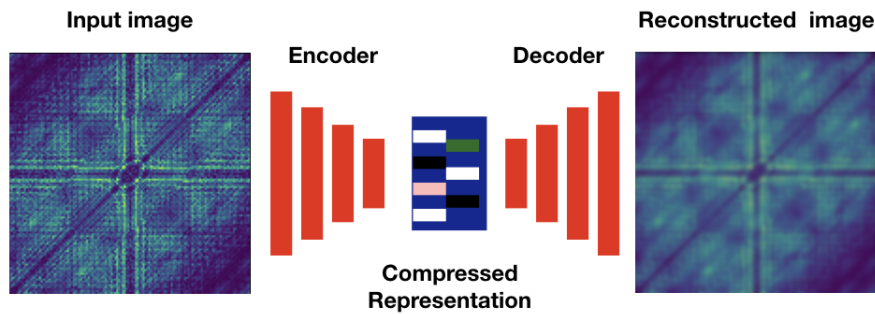 Input image
Encoder
Decoder
Reconstructed image
Compressed
Representation